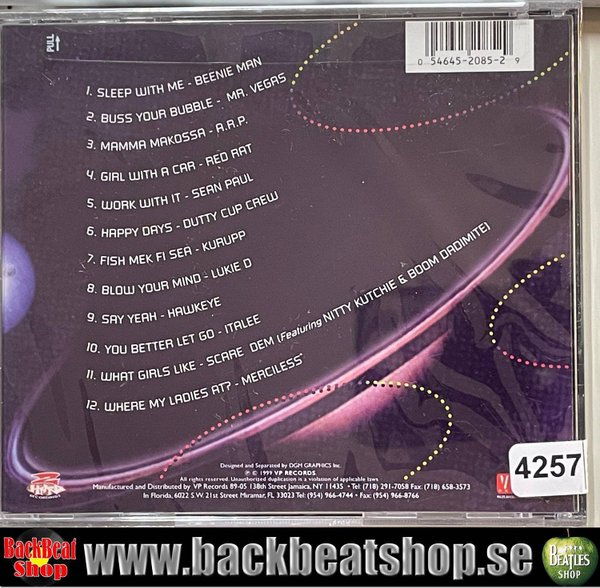 PULL
0 54645-2085-2 9
1. SLEEP WITH ME - BEENIE MAN
2. BUSS YOUR BUBBLE - MR. VEGAS
3. MAMMA MAKOSSA - A.R.P.
4. GIRL WITH A CAR - RED RAT
5. WORK WITH IT - SEAN PAUL
6. HAPPY DAYS - DUTTY CUP CREW
7. FISH MEK FI SEA - KURUPP
8. BLOW YOUR MIND - LUKIE D
9. SAY YEAH - HAWKEYE
10. YOU BETTER LET GO - ITALEE
11. WHAT GIRLS LIKE - SCARE DEM (Featuring NITTY KUTCHIE & BOOM DADIMITE)
12. WHERE MY LADIES AT? - MERCILESS
Designed and Separated by DGM GRAPHICS Inc.
℗ © 1999 VP RECORDS
All rights reserved. Unauthorized duplication is a violation of applicable laws
Manufactured and Distributed by VP Records 89-05 138th Street Jamaica, NY 11435 • Tel (718) 291-7058 Fax: (718) 658-3573
In Florida, 6022 S.W. 21st Street Miramar, FL 33023 Tel: (954) 966-4744 • Fax: (954) 966-8766
2 HARD
4257
BackBeat
Shop
www.backbeatshop.se
BEATLES
SHOP